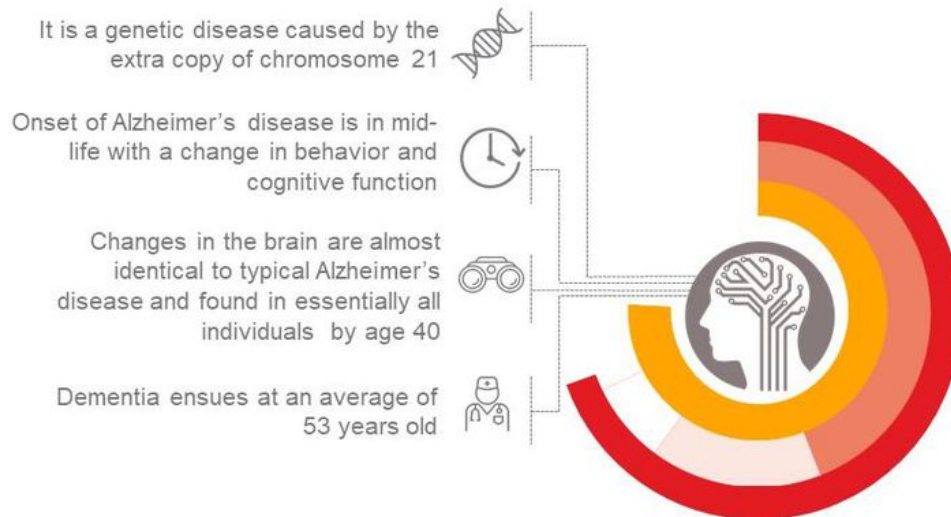 It is a genetic disease caused by the
extra copy of chromosome 21
Onset of Alzheimer's disease is in mid-
life with a change in behavior and
cognitive function
Changes in the brain are almost
identical to typical Alzheimer's
disease and found in essentially all
individuals by age 40
Dementia ensues at an average of
53 years old